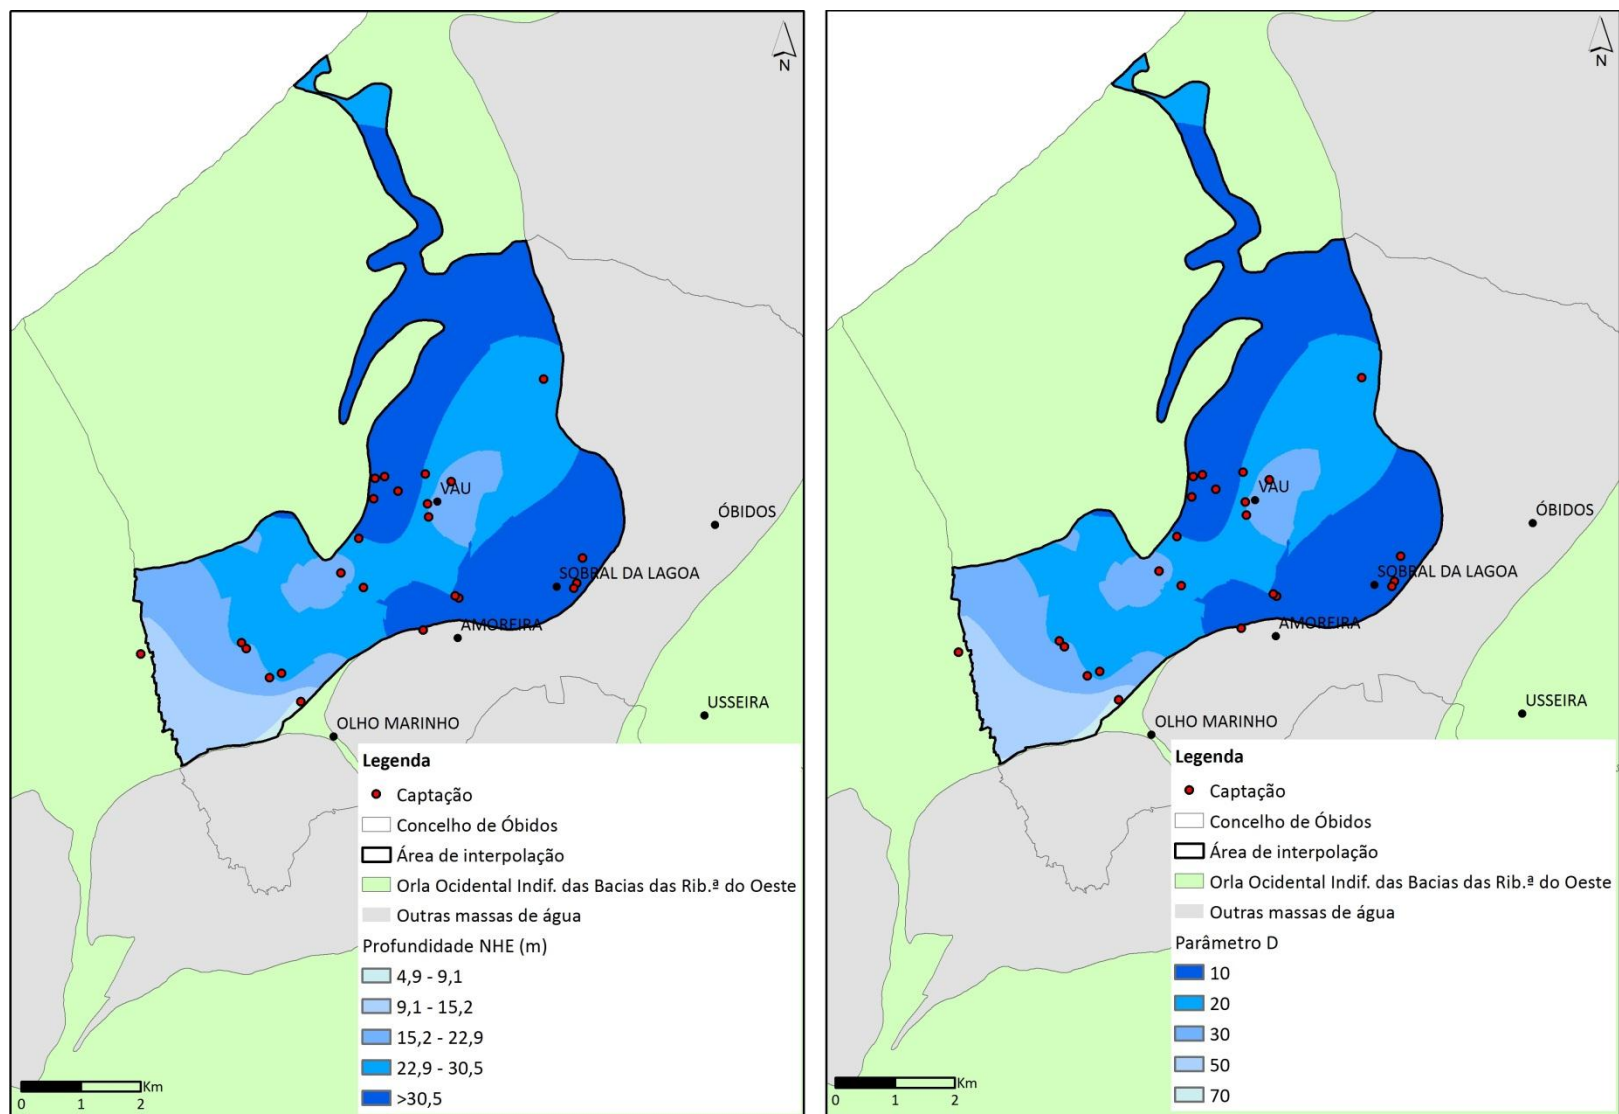 N
VAU
ÓBIDOS
SOBRAL DA LAGOA
AMOREIRA
USSEIRA
OLHO MARINHO
Legenda
Captação
Concelho de Óbidos
Área de interpolação
Orla Ocidental Indif. das Bacias das Rib.ª do Oeste
Outras massas de água
Profundidade NHE (m)
4,9 - 9,1
9,1 - 15,2
15,2 - 22,9
22,9 - 30,5
>30,5
Km
0 1 2
N
VAU
ÓBIDOS
SOBRAL DA LAGOA
AMOREIRA
USSEIRA
OLHO MARINHO
Legenda
Captação
Concelho de Óbidos
Área de interpolação
Orla Ocidental Indif. das Bacias das Rib.ª do Oeste
Outras massas de água
Parâmetro D
10
20
30
50
70
Km
0 1 2